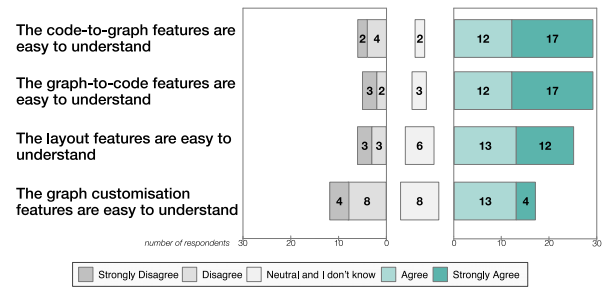 The code-to-graph features are
easy to understand
2 4 2 12 17
The graph-to-code features are
easy to understand
3 2 3 12 17
The layout features are easy to
understand
3 3 6 13 12
The graph customisation
features are easy to understand
4 8 8 13 4
number of respondents 30 20 10 0 0 10 20 30
Strongly Disagree Disagree Neutral and I don't know Agree Strongly Agree